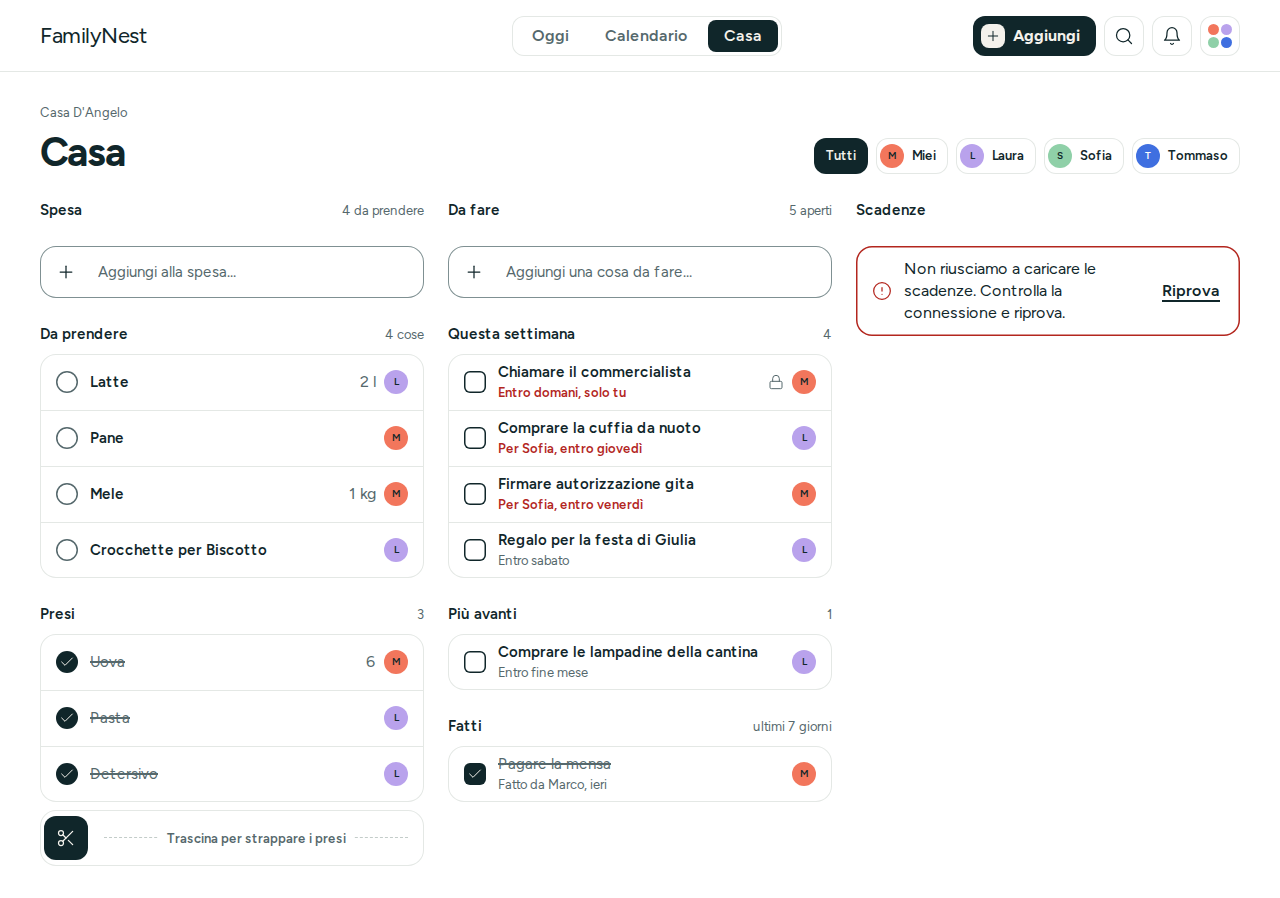 FamilyNest
Oggi
Calendario
Casa
Aggiungi
Casa D'Angelo
Casa
Tutti
M Miei
L Laura
S Sofia
T Tommaso
Spesa
4 da prendere
Aggiungi alla spesa...
Da prendere
4 cose
Latte
2 l
L
Pane
M
Mele
1 kg
M
Crocchette per Biscotto
L
Presi
3
Uova
6
M
Pasta
L
Detersivo
L
Trascina per strappare i presi
Da fare
5 aperti
Aggiungi una cosa da fare...
Questa settimana
4
Chiamare il commercialista
Entro domani, solo tu
M
Comprare la cuffia da nuoto
Per Sofia, entro giovedì
L
Firmare autorizzazione gita
Per Sofia, entro venerdì
M
Regalo per la festa di Giulia
Entro sabato
L
Più avanti
1
Comprare le lampadine della cantina
Entro fine mese
L
Fatti
ultimi 7 giorni
Pagare la mensa
Fatto da Marco, ieri
M
Scadenze
Non riusciamo a caricare le
scadenze. Controlla la
connessione e riprova.
Riprova